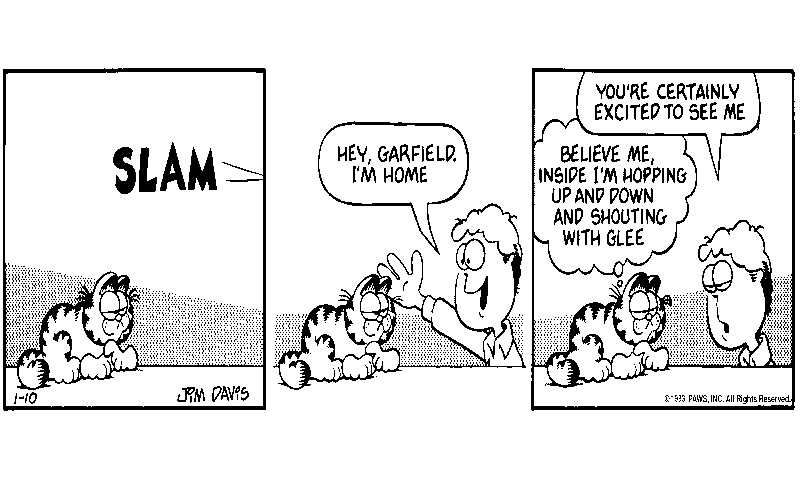 SLAM
1-10
JIM DAVIS
HEY, GARFIELD.
I'M HOME
YOU'RE CERTAINLY
EXCITED TO SEE ME
BELIEVE ME,
INSIDE I'M HOPPING
UP AND DOWN
AND SHOUTING
WITH GLEE
PAWS, INC. All Rights Reserved.